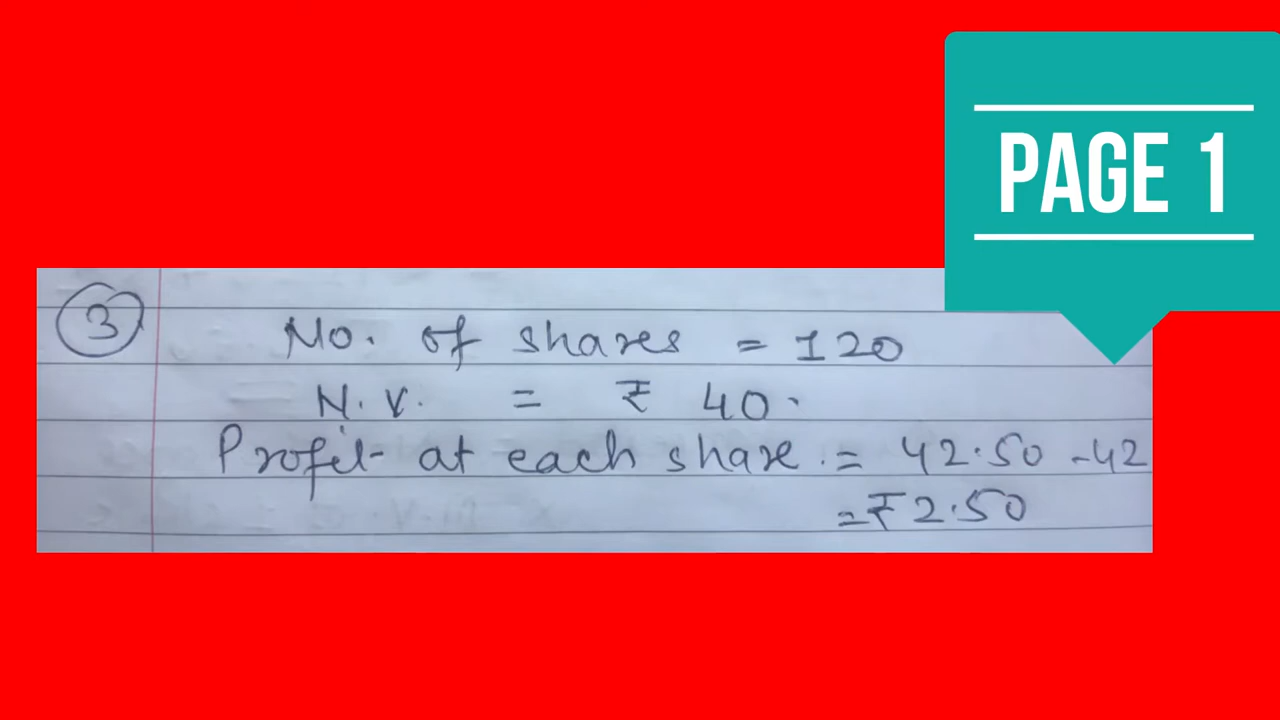 PAGE 1
3
No. of shares = 120
N.V. = ₹ 40.
Profit at each share. = 42.50 - 42
= ₹ 2.50